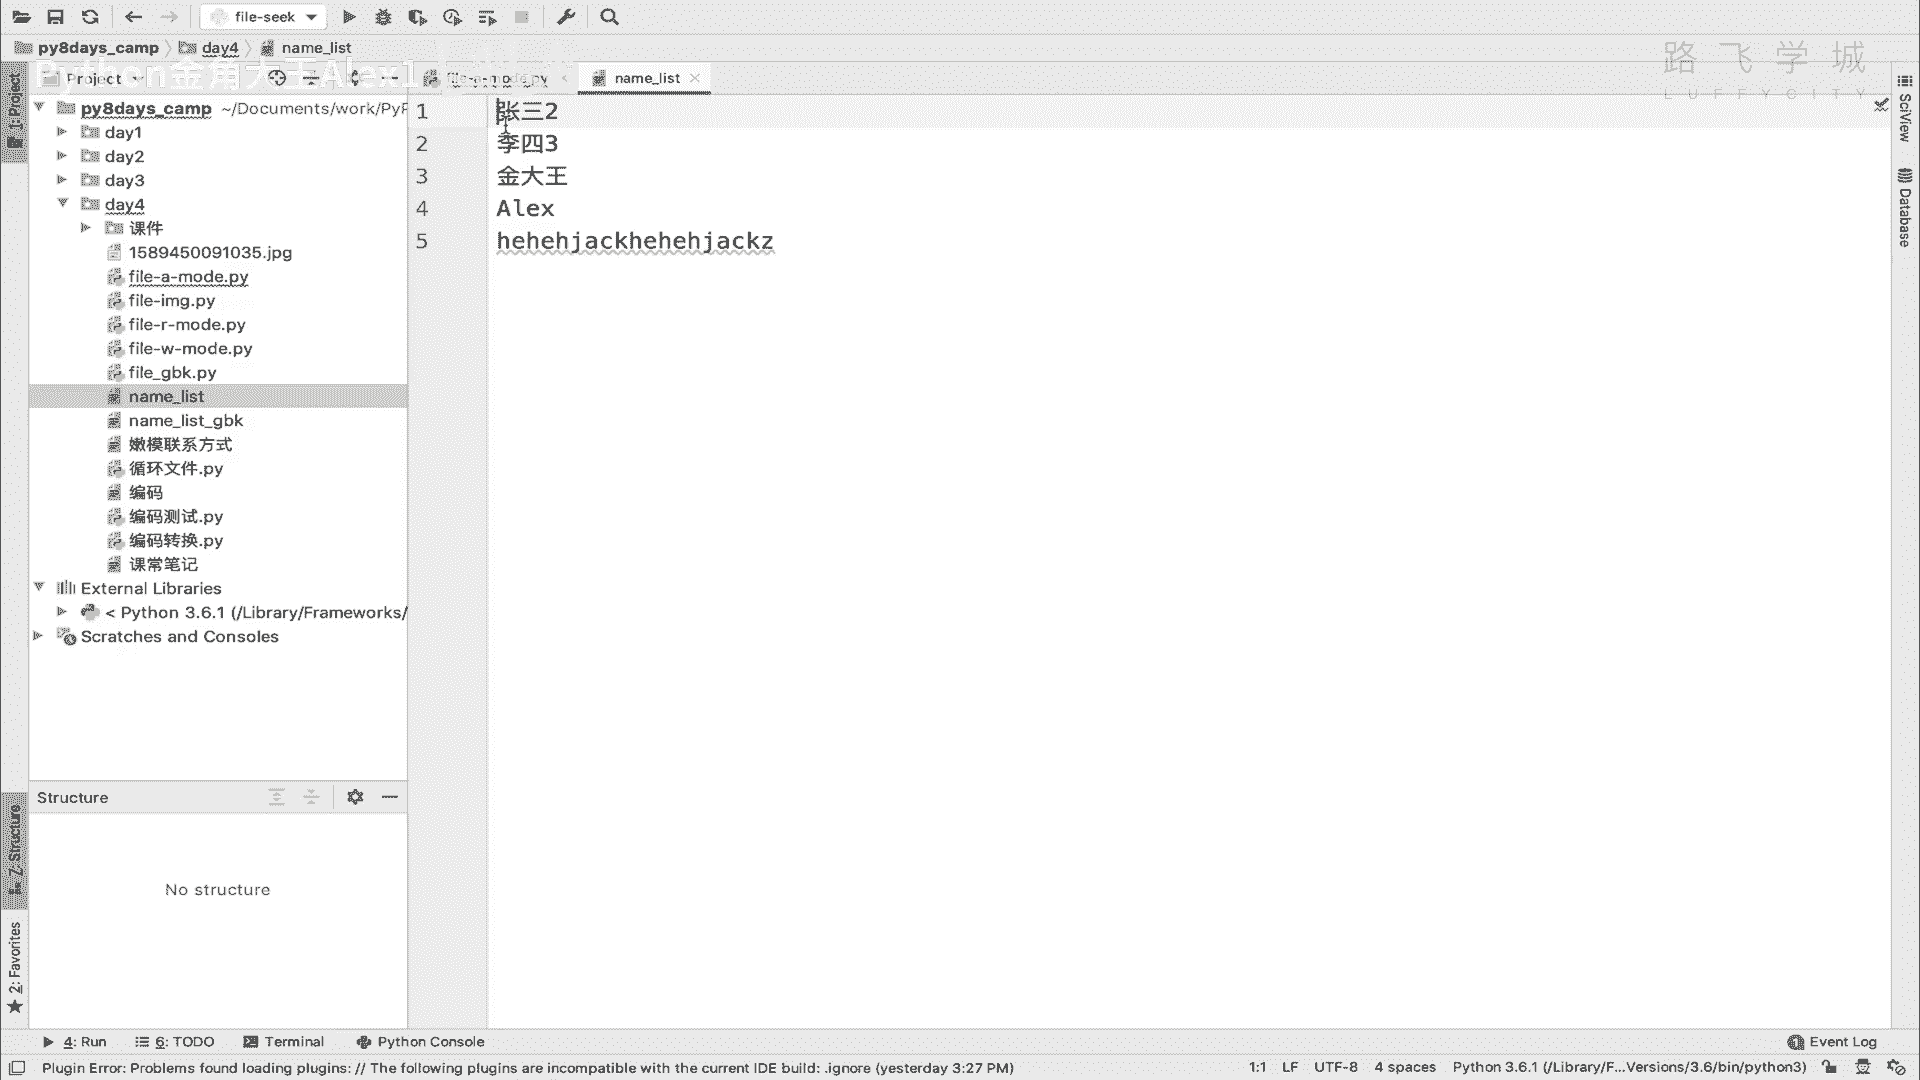 file-seek
py8days_camp day4 name_list
路飞学城
LUFFYCITY
Python金角大王Alex1
Project
file-a-mode.py
name_list
1: Project
SciView
Database
py8days_camp ~/Documents/work/PyP
day1
day2
day3
day4
课件
1589450091035.jpg
file-a-mode.py
file-img.py
file-r-mode.py
file-w-mode.py
file_gbk.py
name_list
name_list_gbk
嫩模联系方式
循环文件.py
编码
编码测试.py
编码转换.py
课常笔记
External Libraries
< Python 3.6.1 (/Library/Frameworks/
Scratches and Consoles
1 张三2
2 李四3
3 金大王
4 Alex
5 hehehjackhehehjackz
Structure
No structure
Z: Structure
2: Favorites
4: Run 6: TODO Terminal Python Console
Event Log
Plugin Error: Problems found loading plugins: // The following plugins are incompatible with the current IDE build: .ignore (yesterday 3:27 PM)
1:1 LF UTF-8 4 spaces Python 3.6.1 (/Library/F...Versions/3.6/bin/python3)